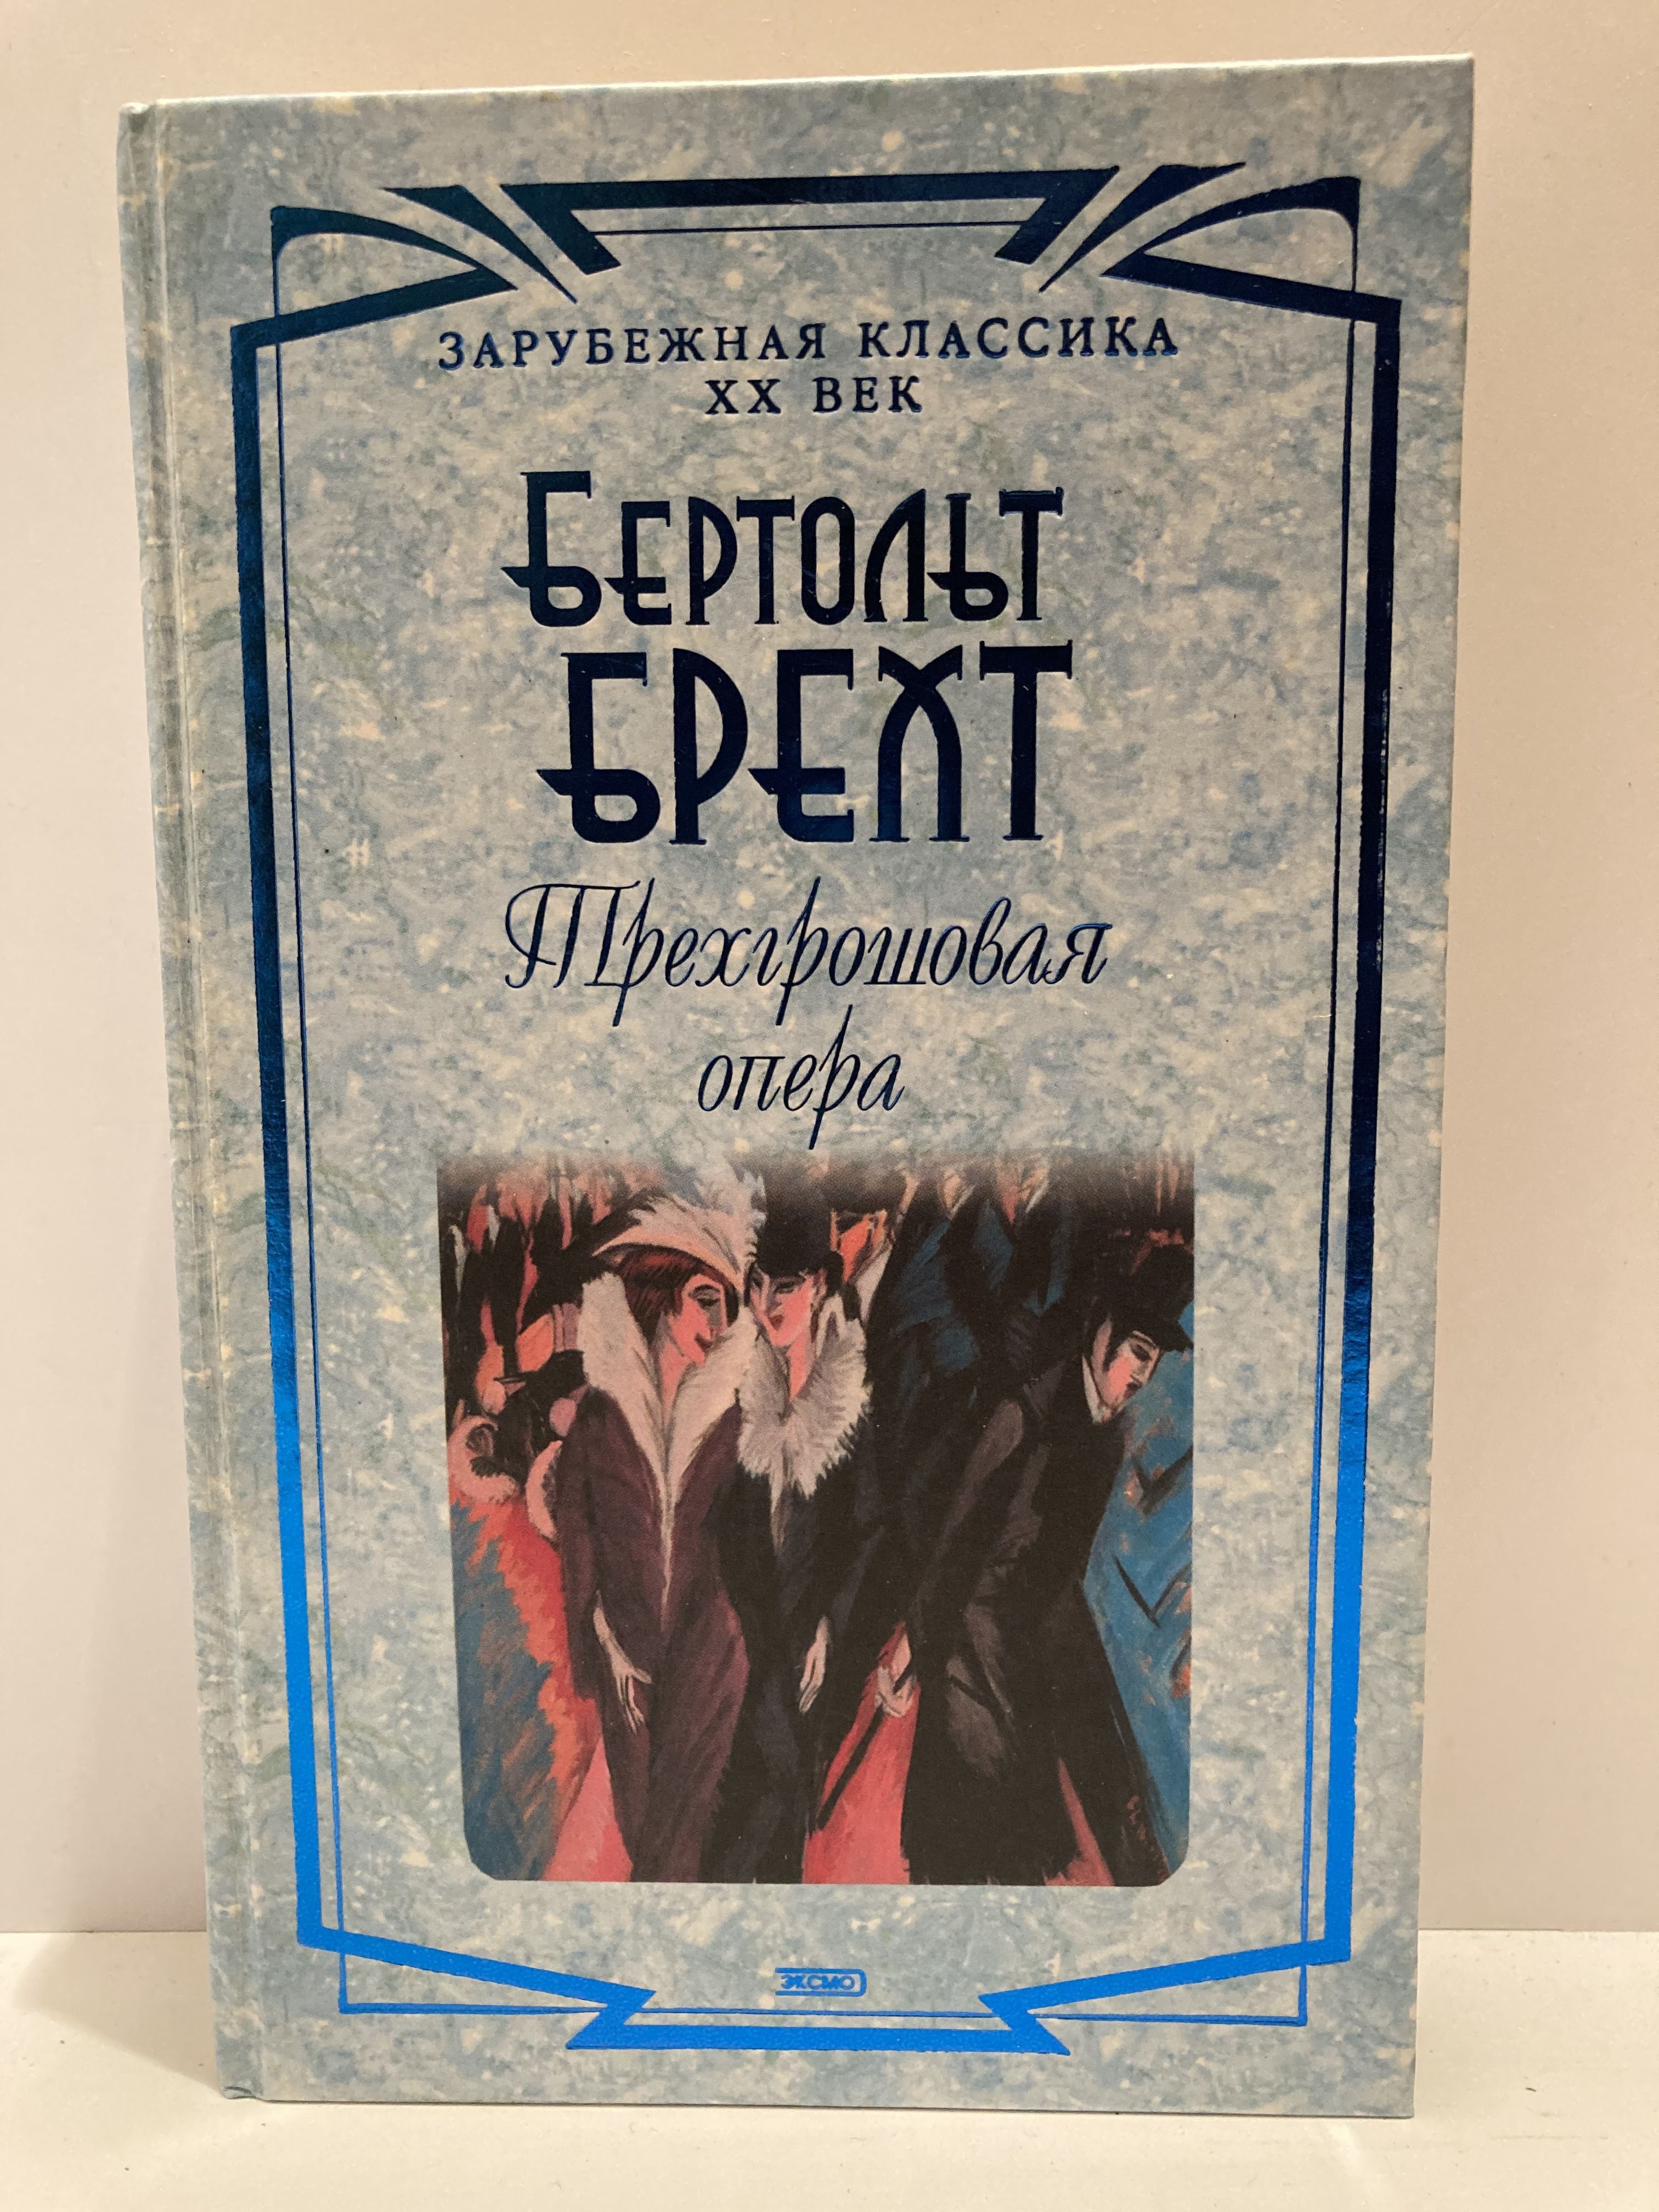 ЗАРУБЕЖНАЯ КЛАССИКА
XX ВЕК
БЕРТОЛЬТ
БРЕХТ
Трехгрошовая
опера
ЭКСМО